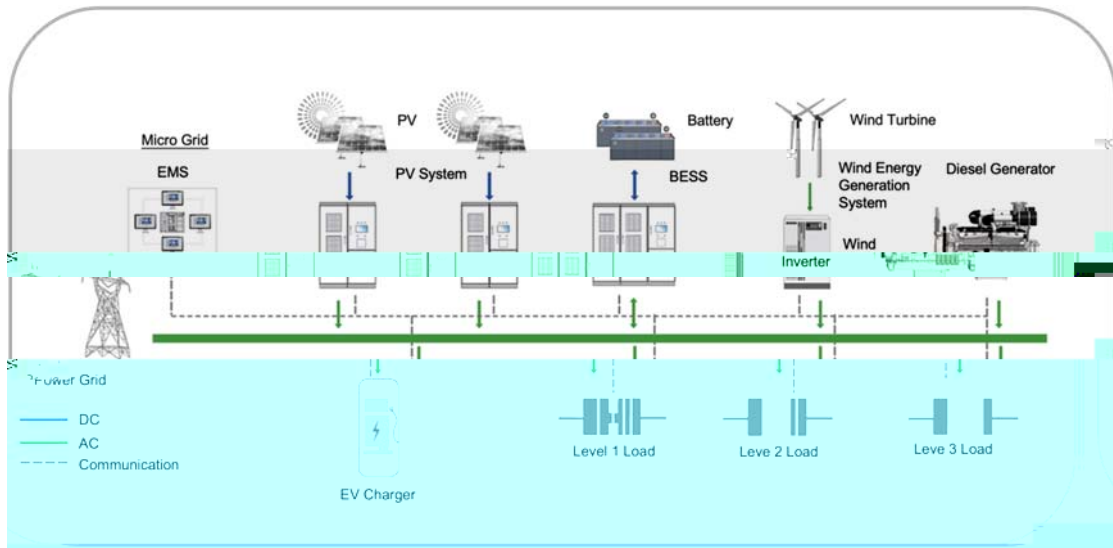 PV
Battery
Wind Turbine
Micro Grid
EMS
PV System
BESS
Wind Energy
Generation
System
Diesel Generator
Wind
Inverter
Power Grid
DC
AC
Communication
EV Charger
Level 1 Load
Leve 2 Load
Leve 3 Load